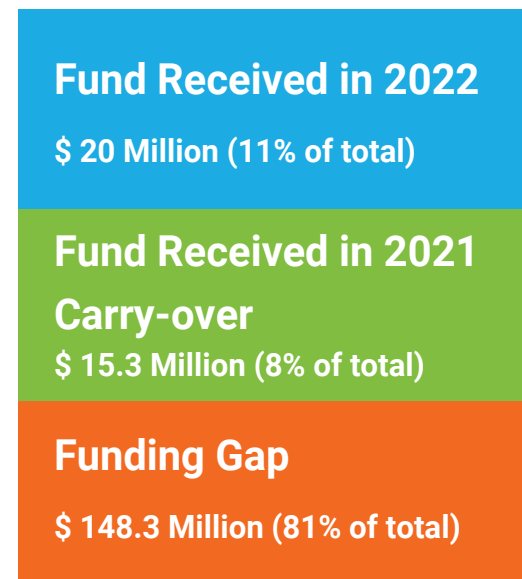 Fund Received in 2022
$ 20 Million (11% of total)
Fund Received in 2021
Carry-over
$ 15.3 Million (8% of total)
Funding Gap
$ 148.3 Million (81% of total)